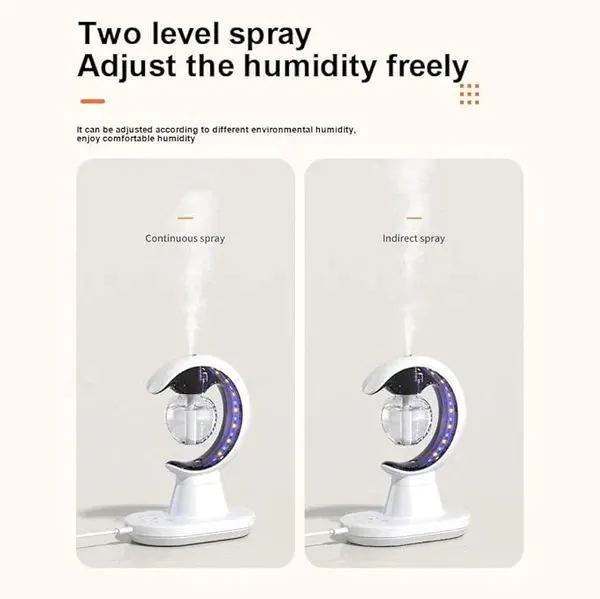 Two level spray
Adjust the humidity freely
It can be adjusted according to different environmental humidity,
enjoy comfortable humidity
Continuous spray
Indirect spray